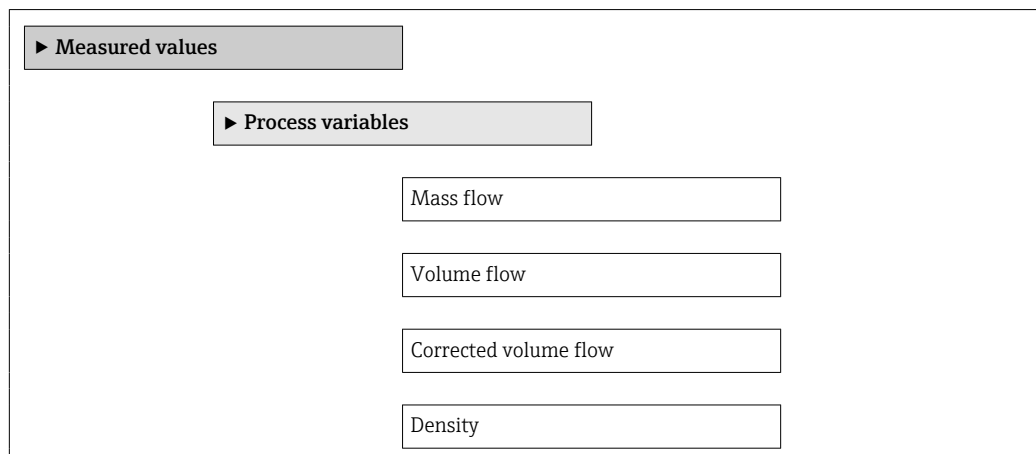 ▶ Measured values
▶ Process variables
Mass flow
Volume flow
Corrected volume flow
Density